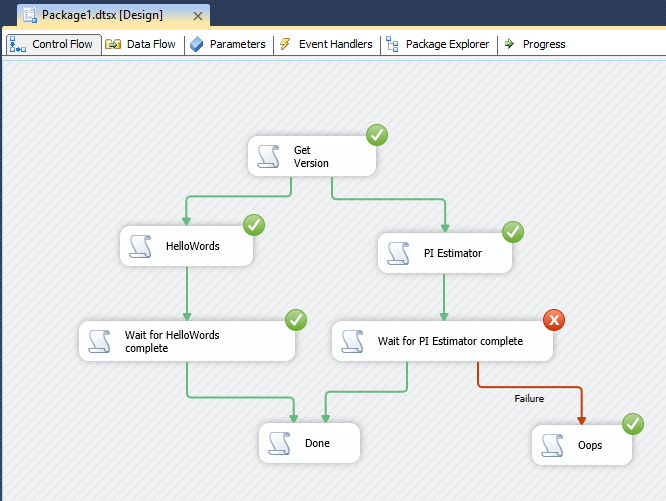 Package1.dtsx [Design]
Control Flow
Data Flow
Parameters
Event Handlers
Package Explorer
Progress
Get
Version
HelloWords
PI Estimator
Wait for HelloWords
complete
Wait for PI Estimator complete
Failure
Done
Oops